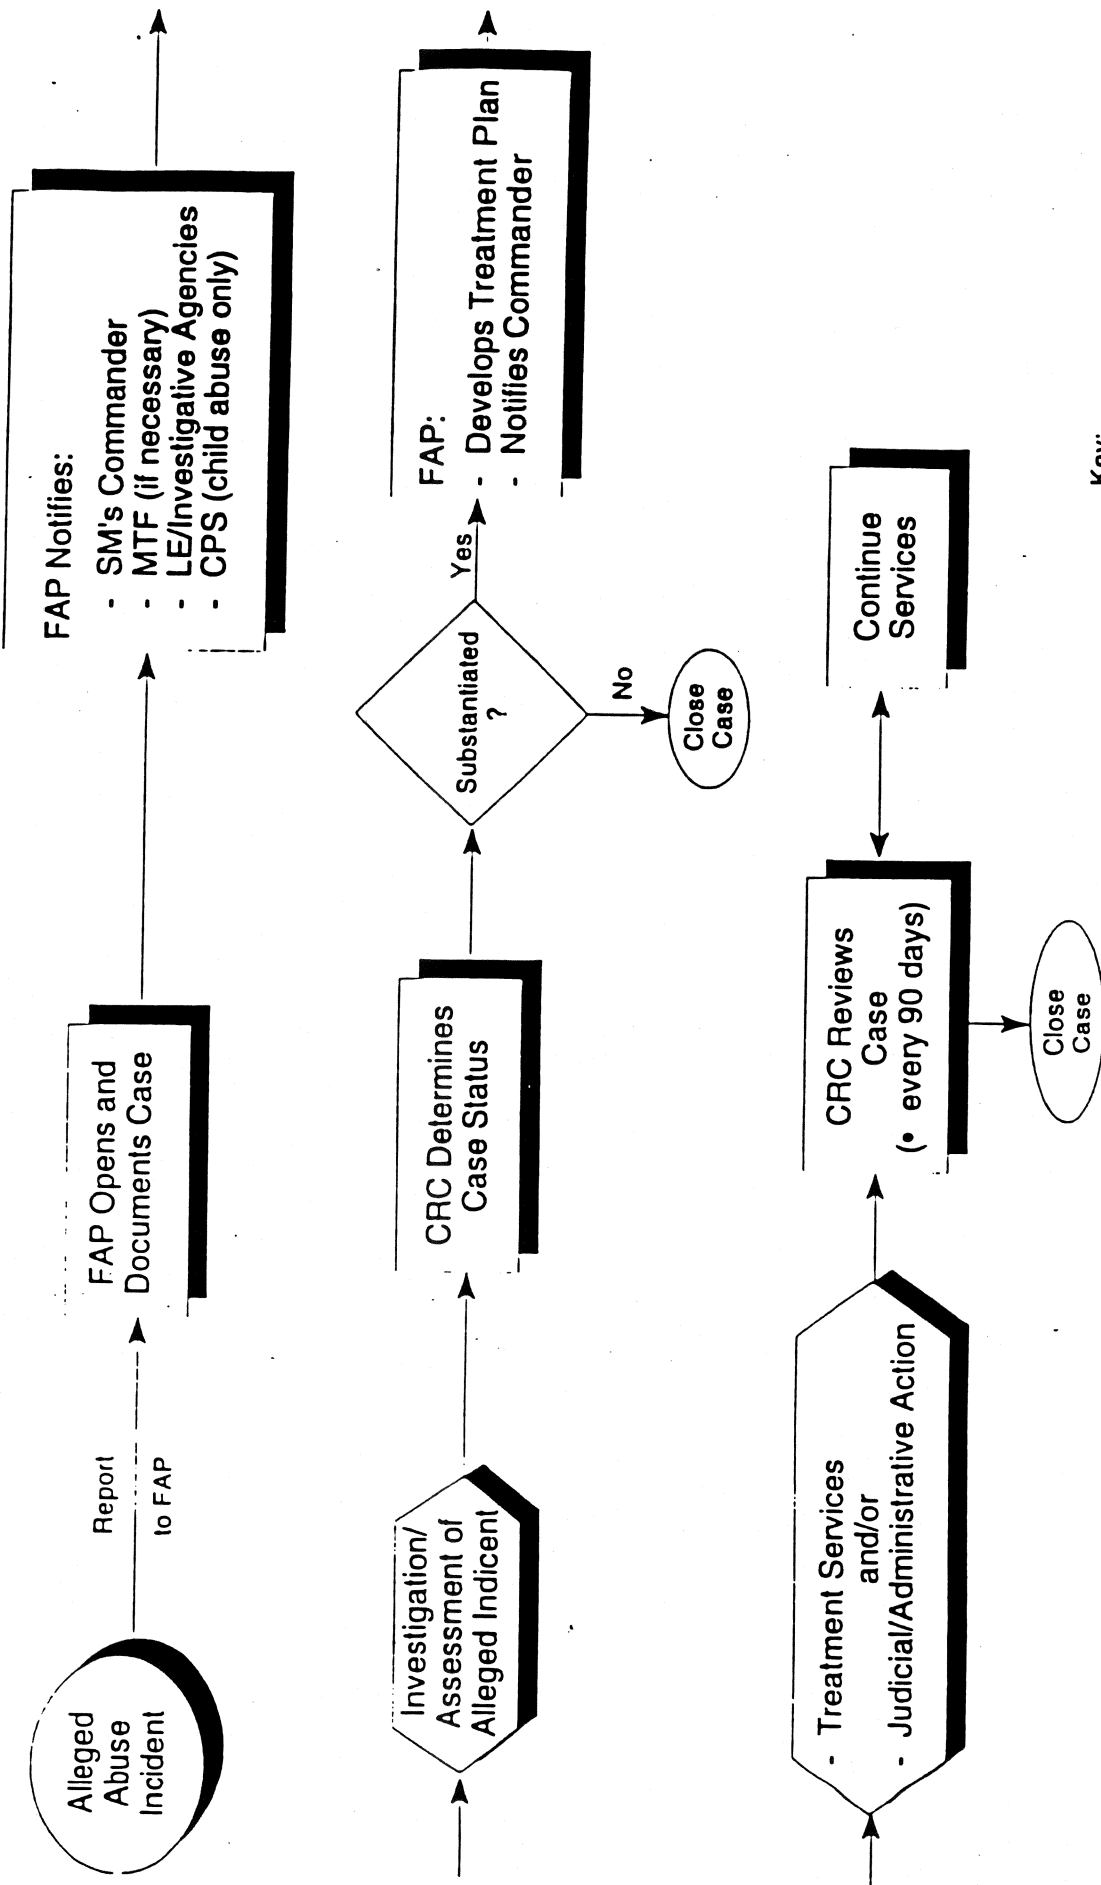 Alleged
Abuse
Incident
Report
to FAP
FAP Opens and
Documents Case
FAP Notifies:
- SM's Commander
- MTF (if necessary)
- LE/Investigative Agencies
- CPS (child abuse only)
Investigation/
Assessment of
Alleged Indicent
CRC Determines
Case Status
Substantiated
?
Yes
No
Close
Case
FAP:
- Develops Treatment Plan
- Notifies Commander
- Treatment Services
and/or
- Judicial/Administrative Action
CRC Reviews
Case
(• every 90 days)
Close
Case
Continue
Services
Key: